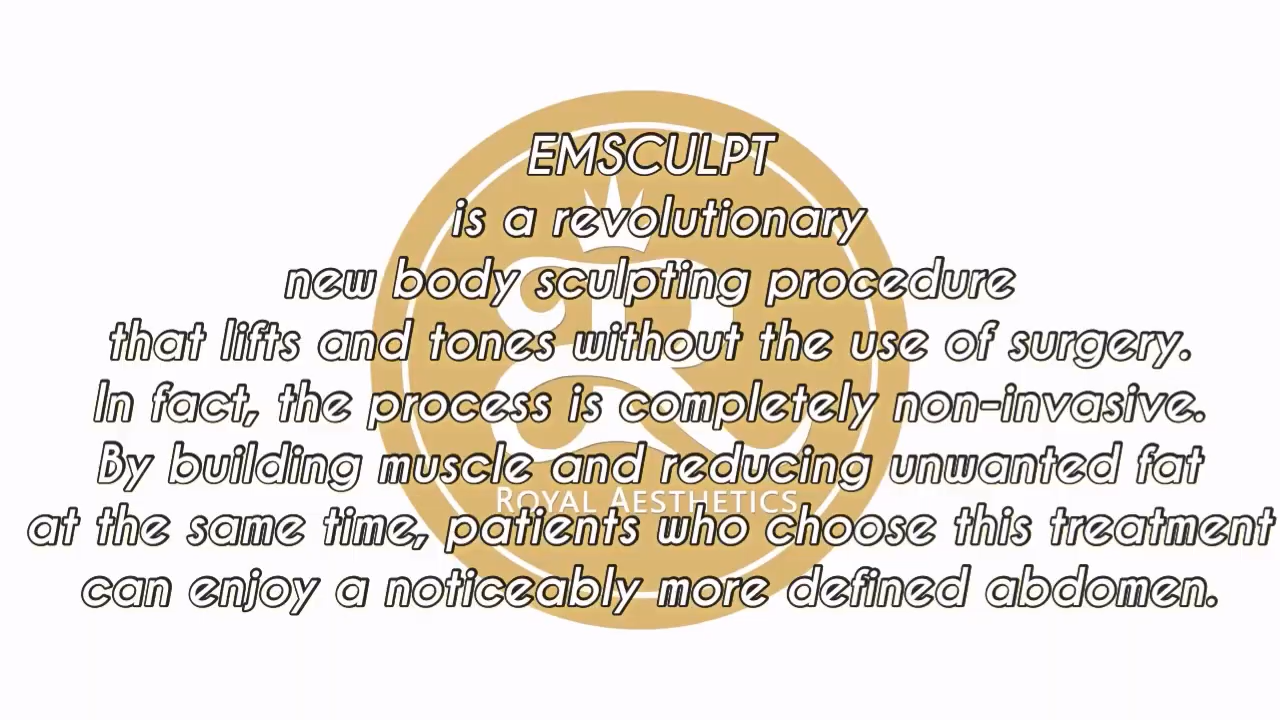 EMSCULPT
is a revolutionary
new body sculpting procedure
that lifts and tones without the use of surgery.
In fact, the process is completely non-invasive.
By building muscle and reducing unwanted fat
ROYAL AESTHETICS
at the same time, patients who choose this treatment
can enjoy a noticeably more defined abdomen.